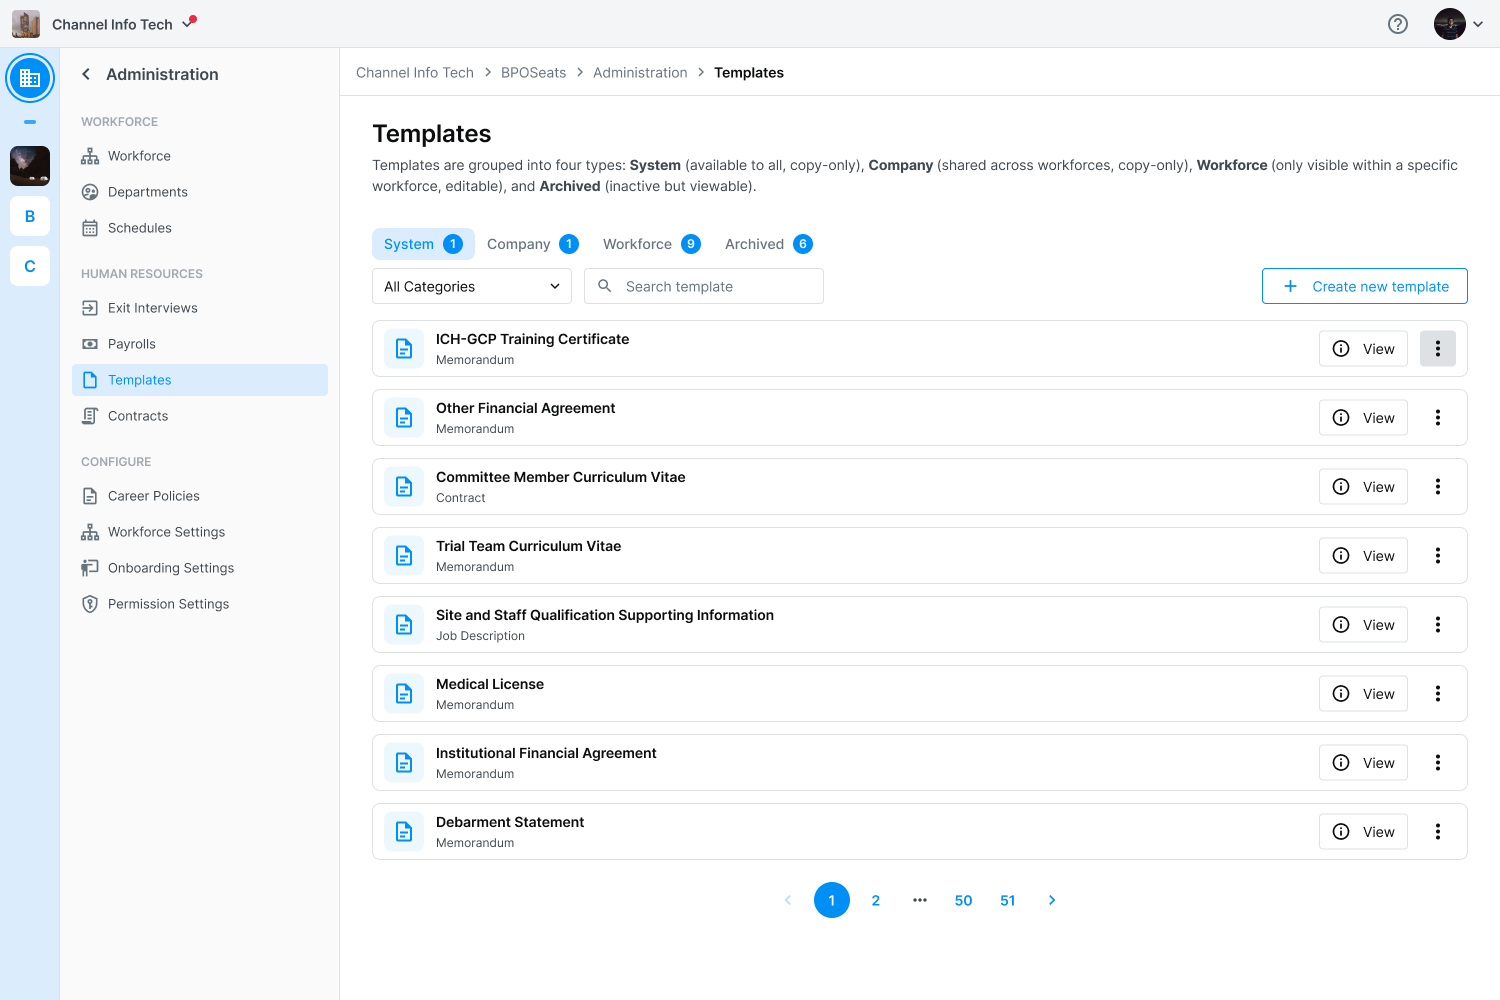 Channel Info Tech
B
C
Administration
WORKFORCE
Workforce
Departments
Schedules
HUMAN RESOURCES
Exit Interviews
Payrolls
Templates
Contracts
CONFIGURE
Career Policies
Workforce Settings
Onboarding Settings
Permission Settings
Channel Info Tech > BPOSeats > Administration > Templates
Templates
Templates are grouped into four types: System (available to all, copy-only), Company (shared across workforces, copy-only), Workforce (only visible within a specific
workforce, editable), and Archived (inactive but viewable).
System 1 Company 1 Workforce 9 Archived 6
All Categories Search template + Create new template
ICH-GCP Training Certificate
Memorandum
View
Other Financial Agreement
Memorandum
View
Committee Member Curriculum Vitae
Contract
View
Trial Team Curriculum Vitae
Memorandum
View
Site and Staff Qualification Supporting Information
Job Description
View
Medical License
Memorandum
View
Institutional Financial Agreement
Memorandum
View
Debarment Statement
Memorandum
View
1 2 ••• 50 51